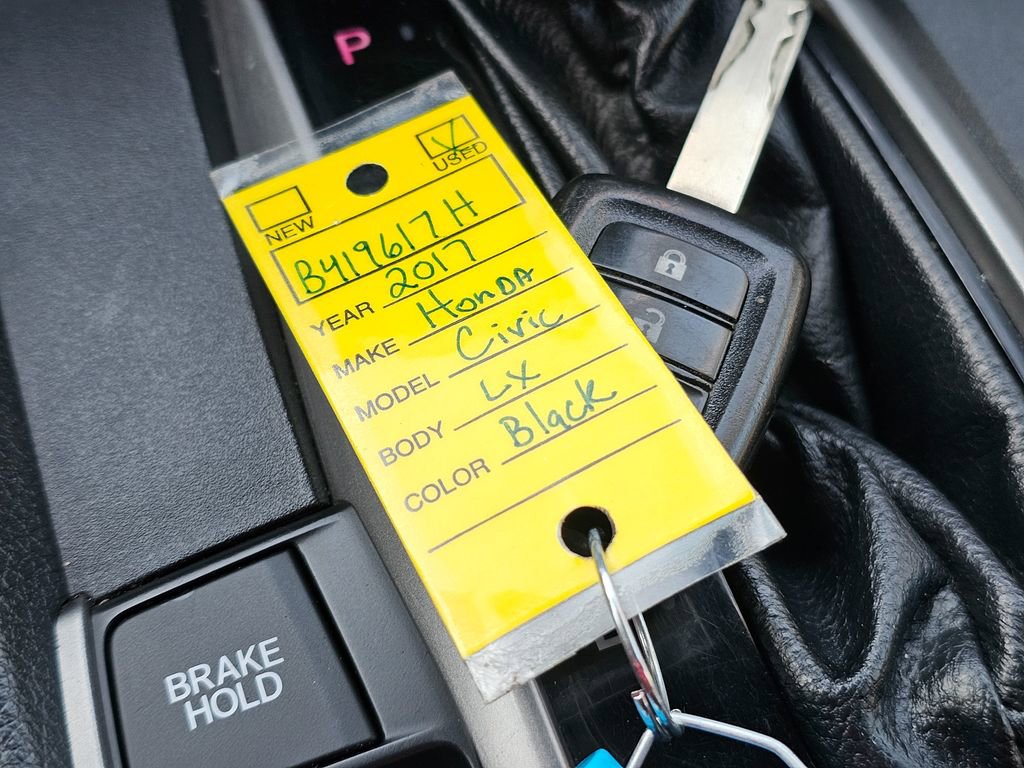 P
USED
NEW
B419617H
YEAR 2017
MAKE HonDA
MODEL Civic
BODY LX
COLOR Black
BRAKE
HOLD